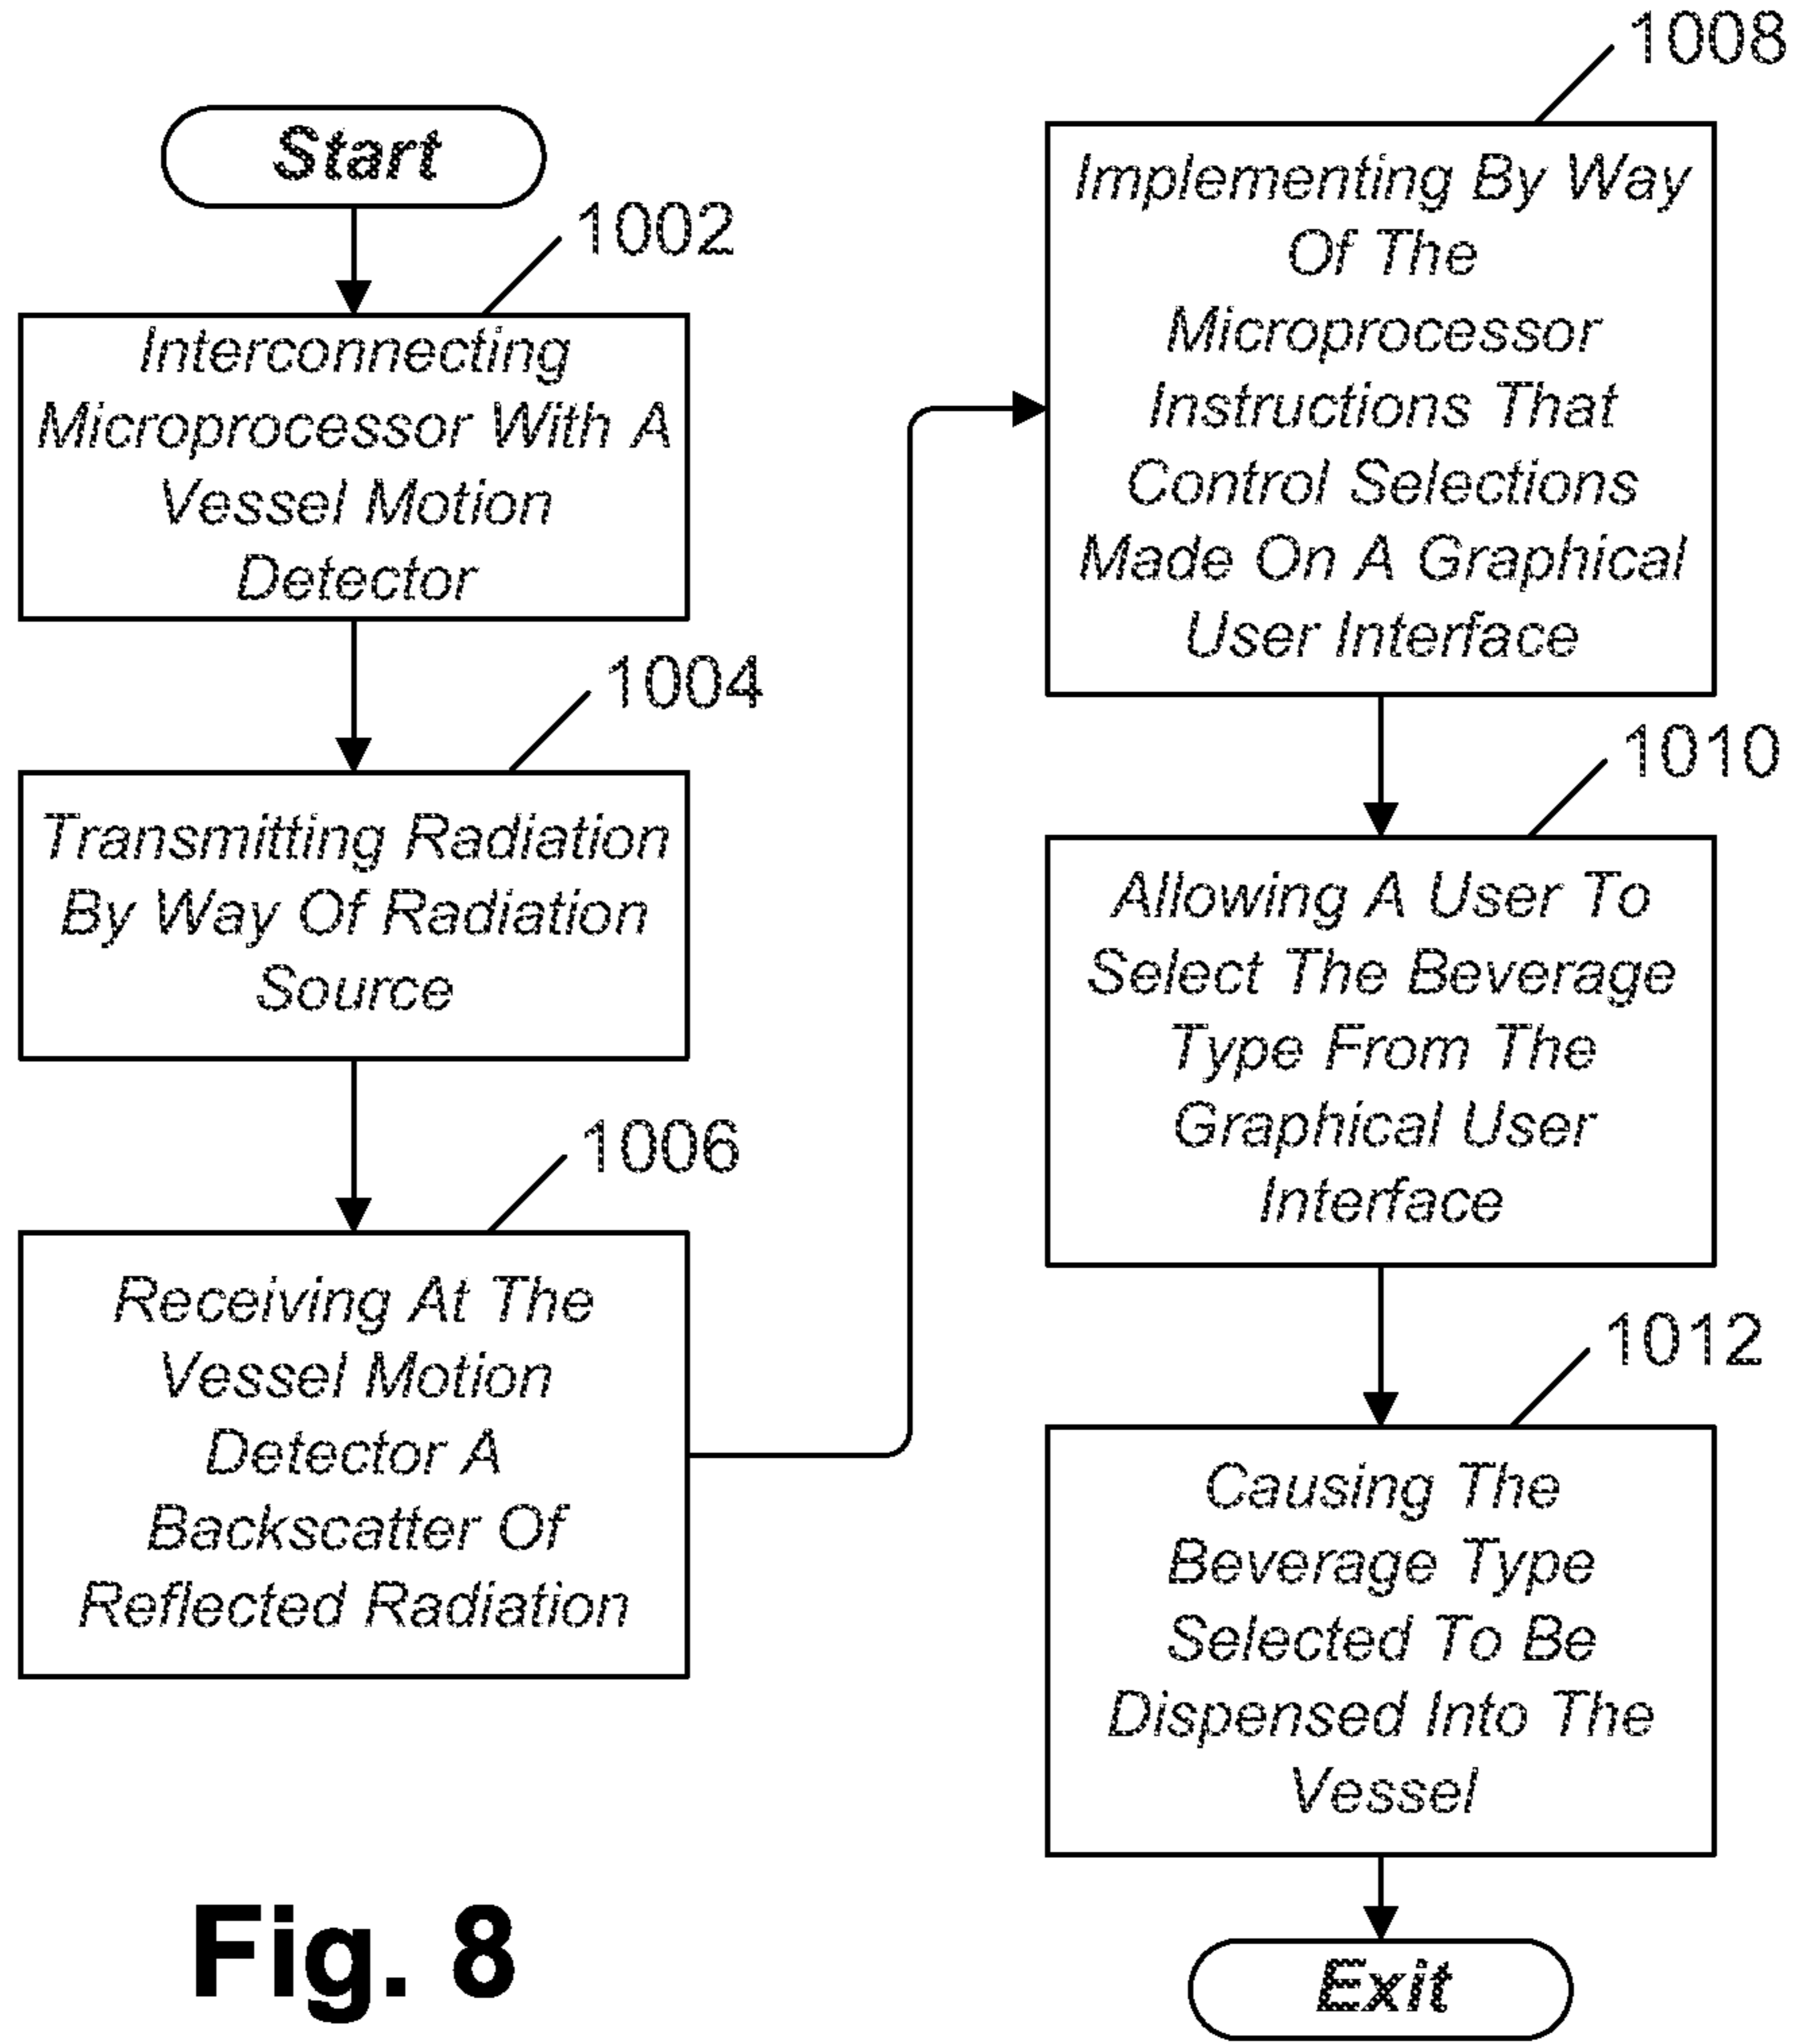 Start
1002
Interconnecting
Microprocessor With A
Vessel Motion
Detector
1004
Transmitting Radiation
By Way Of Radiation
Source
1006
Receiving At The
Vessel Motion
Detector A
Backscatter Of
Reflected Radiation
1008
Implementing By Way
Of The
Microprocessor
Instructions That
Control Selections
Made On A Graphical
User Interface
1010
Allowing A User To
Select The Beverage
Type From The
Graphical User
Interface
1012
Causing The
Beverage Type
Selected To Be
Dispensed Into The
Vessel
Exit
Fig. 8